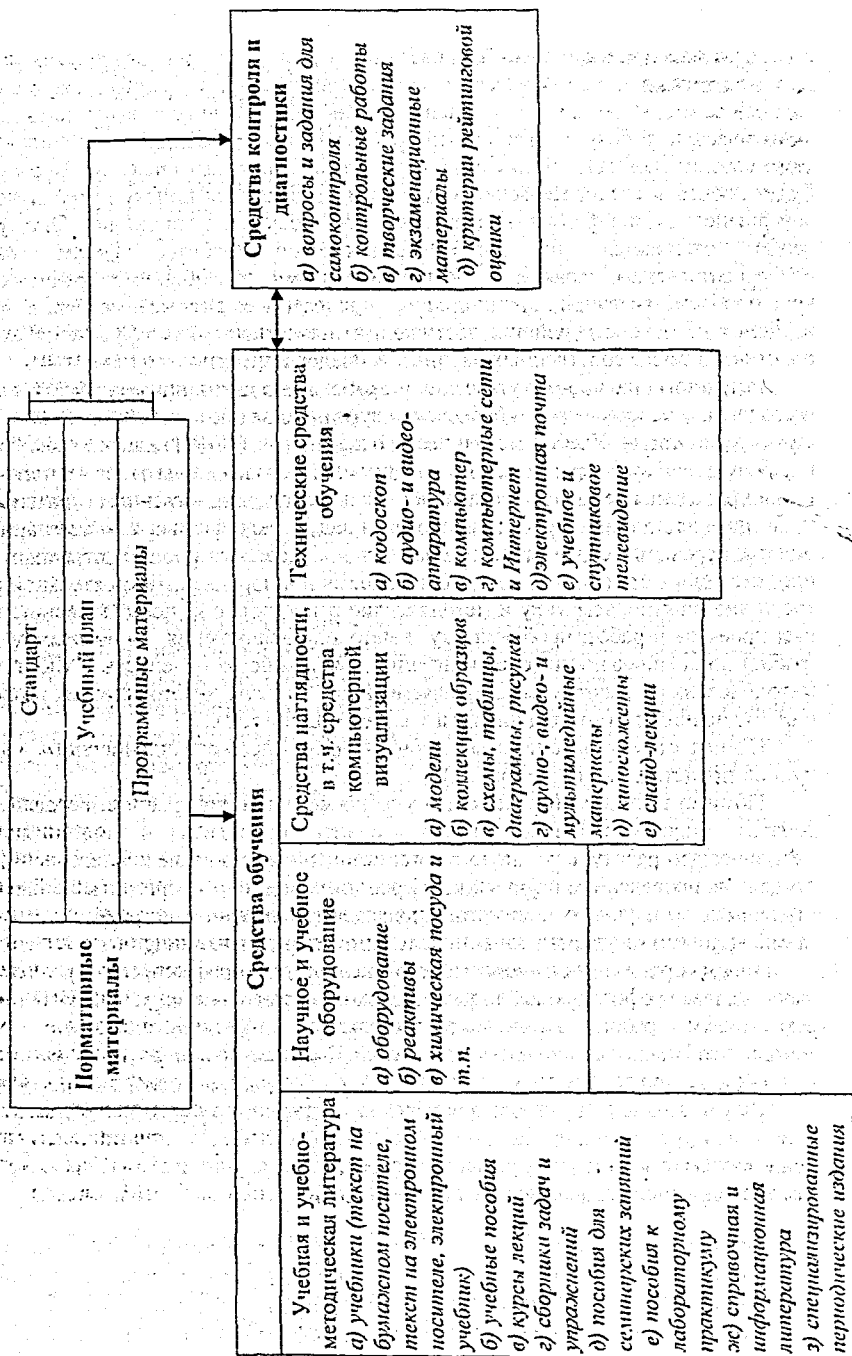 Нормативные
материалы
Стандарт
Учебный план
Программные материалы
Средства обучения
Учебная и учебно-
методическая литература
а) учебники (текст на
бумажном носителе,
текст на электронном
носителе, электронный
учебник)
б) учебные пособия
в) курсы лекций
г) сборники задач и
упражнений
д) пособия для
семинарских занятий
е) пособия к
лабораторному
практикуму
ж) справочная и
информационная
литература
з) специализированные
периодические издания
Научное и учебное
оборудование
а) оборудование
б) реактивы
в) химическая посуда и
т.п.
Средства наглядности,
в т.ч. средства
компьютерной
визуализации
а) модели
б) коллекции образцов
в) схемы, таблицы,
диаграммы, рисунки
г) аудио-, видео- и
мультимедийные
материалы
д) киносюжеты
е) слайд-лекции
Технические средства
обучения
а) кодоскоп
б) аудио- и видео-
аппаратура
в) компьютер
г) компьютерные сети
и Интернет
д)электронная почта
е) учебное и
спутниковое
телевидение
Средства контроля и
диагностики
а) вопросы и задания для
самоконтроля
б) контрольные работы
в) творческие задания
г) экзаменационные
материалы
д) критерии рейтинговой
оценки